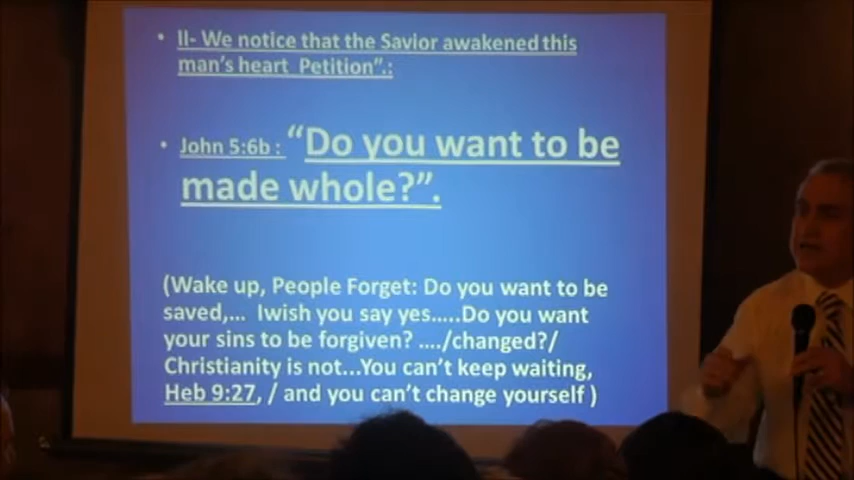 • II- We notice that the Savior awakened this
man's heart Petition".:
• John 5:6b : "Do you want to be
made whole?".
(Wake up, People Forget: Do you want to be
saved,... Iwish you say yes.....Do you want
your sins to be forgiven? ..../changed?/
Christianity is not...You can't keep waiting,
Heb 9:27, / and you can't change yourself )